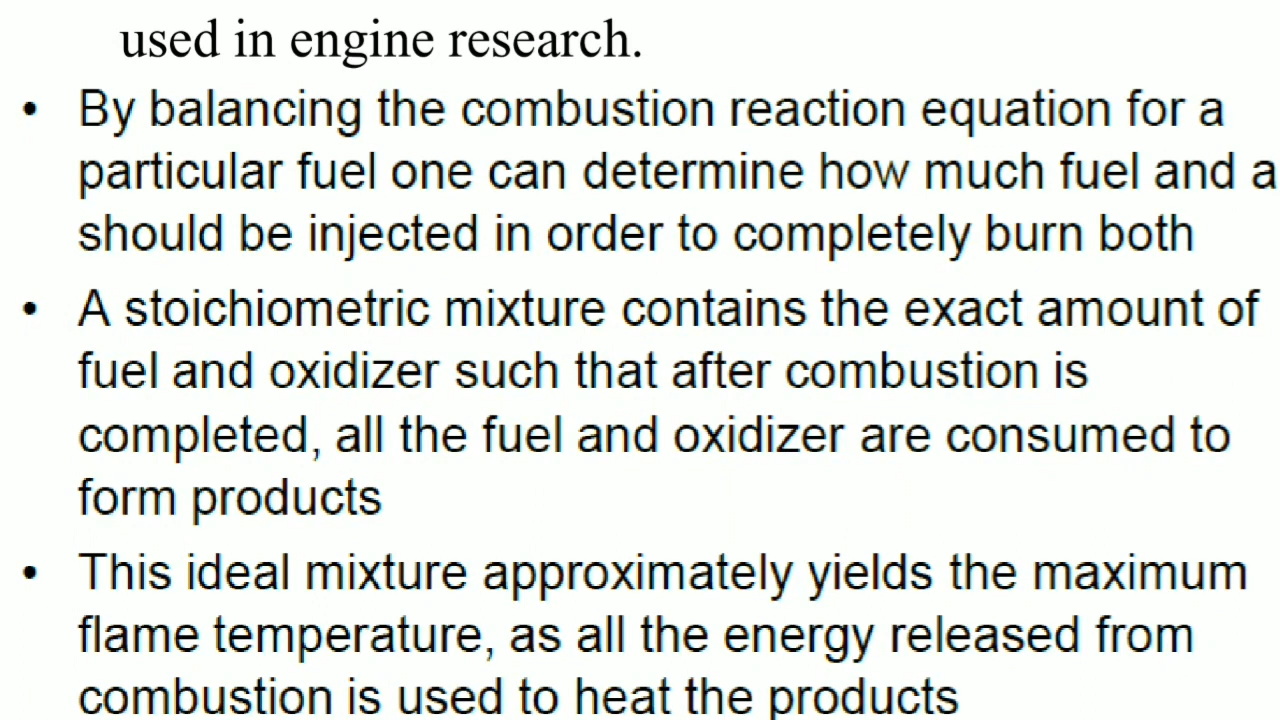 used in engine research.
• By balancing the combustion reaction equation for a
particular fuel one can determine how much fuel and a
should be injected in order to completely burn both
• A stoichiometric mixture contains the exact amount of
fuel and oxidizer such that after combustion is
completed, all the fuel and oxidizer are consumed to
form products
• This ideal mixture approximately yields the maximum
flame temperature, as all the energy released from
combustion is used to heat the products